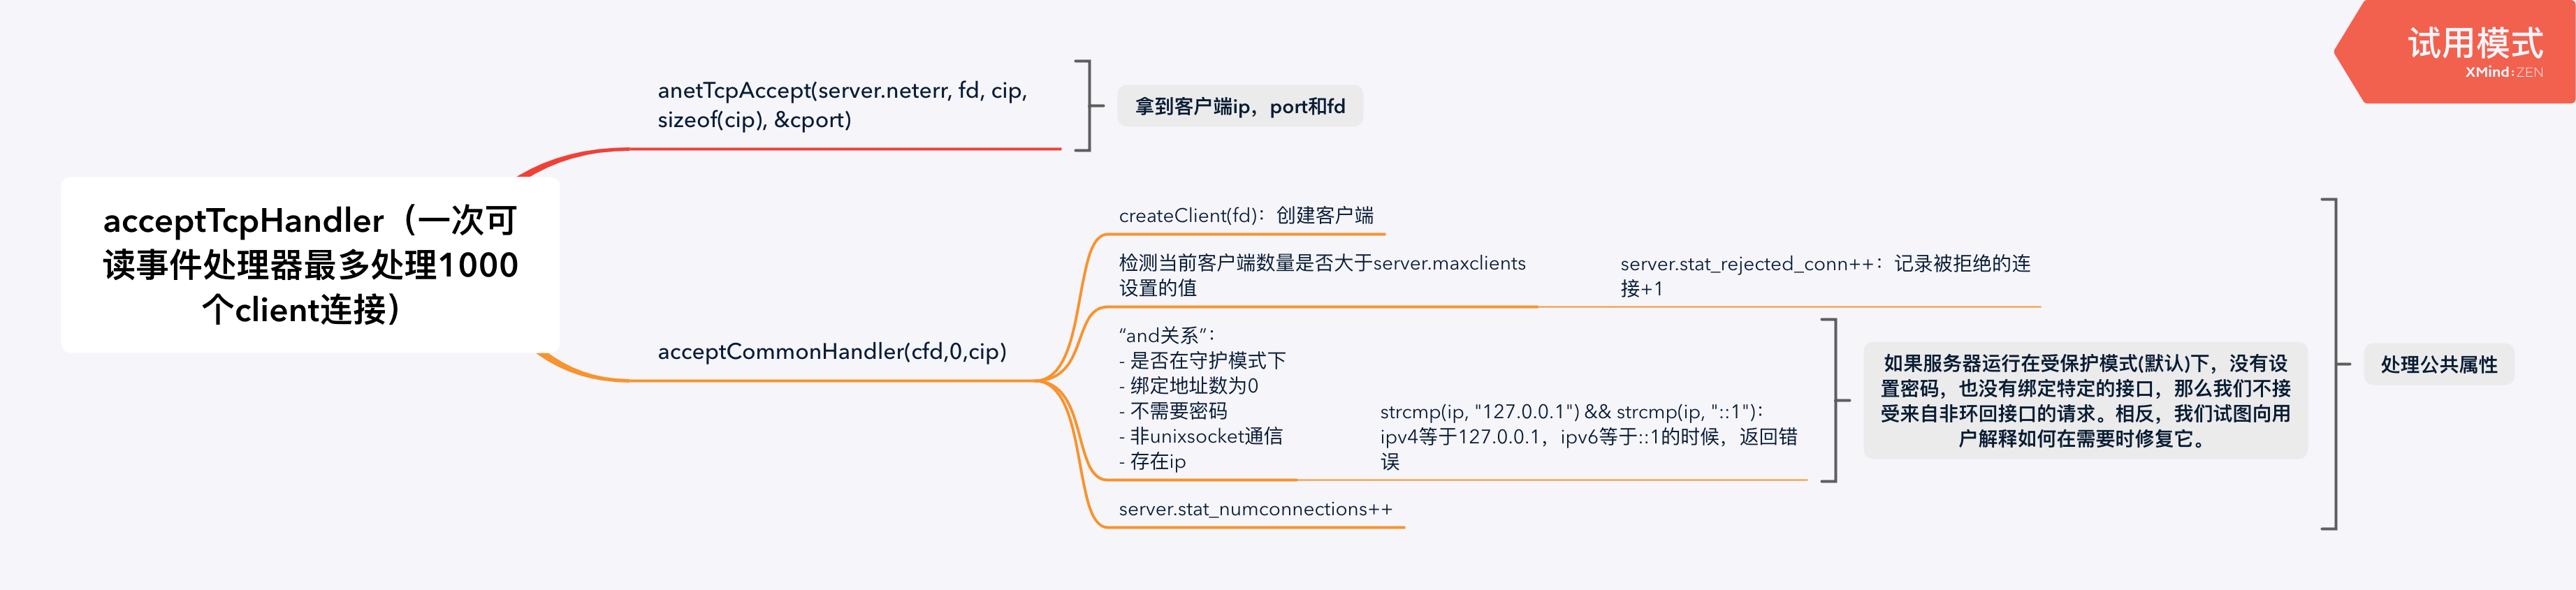 试用模式
XMind:ZEN
anetTcpAccept(server.neterr, fd, cip,
sizeof(cip), &cport)
拿到客户端ip，port和fd
acceptTcpHandler（一次可
读事件处理器最多处理1000
个client连接）
acceptCommonHandler(cfd,0,cip)
createClient(fd)：创建客户端
检测当前客户端数量是否大于server.maxclients
设置的值
server.stat_rejected_conn++：记录被拒绝的连
接+1
“and关系”：
- 是否在守护模式下
- 绑定地址数为0
- 不需要密码
- 非unixsocket通信
- 存在ip
strcmp(ip, "127.0.0.1") && strcmp(ip, "::1")：
ipv4等于127.0.0.1，ipv6等于::1的时候，返回错
误
如果服务器运行在受保护模式(默认)下，没有设
置密码，也没有绑定特定的接口，那么我们不接
受来自非环回接口的请求。相反，我们试图向用
户解释如何在需要时修复它。
处理公共属性
server.stat_numconnections++